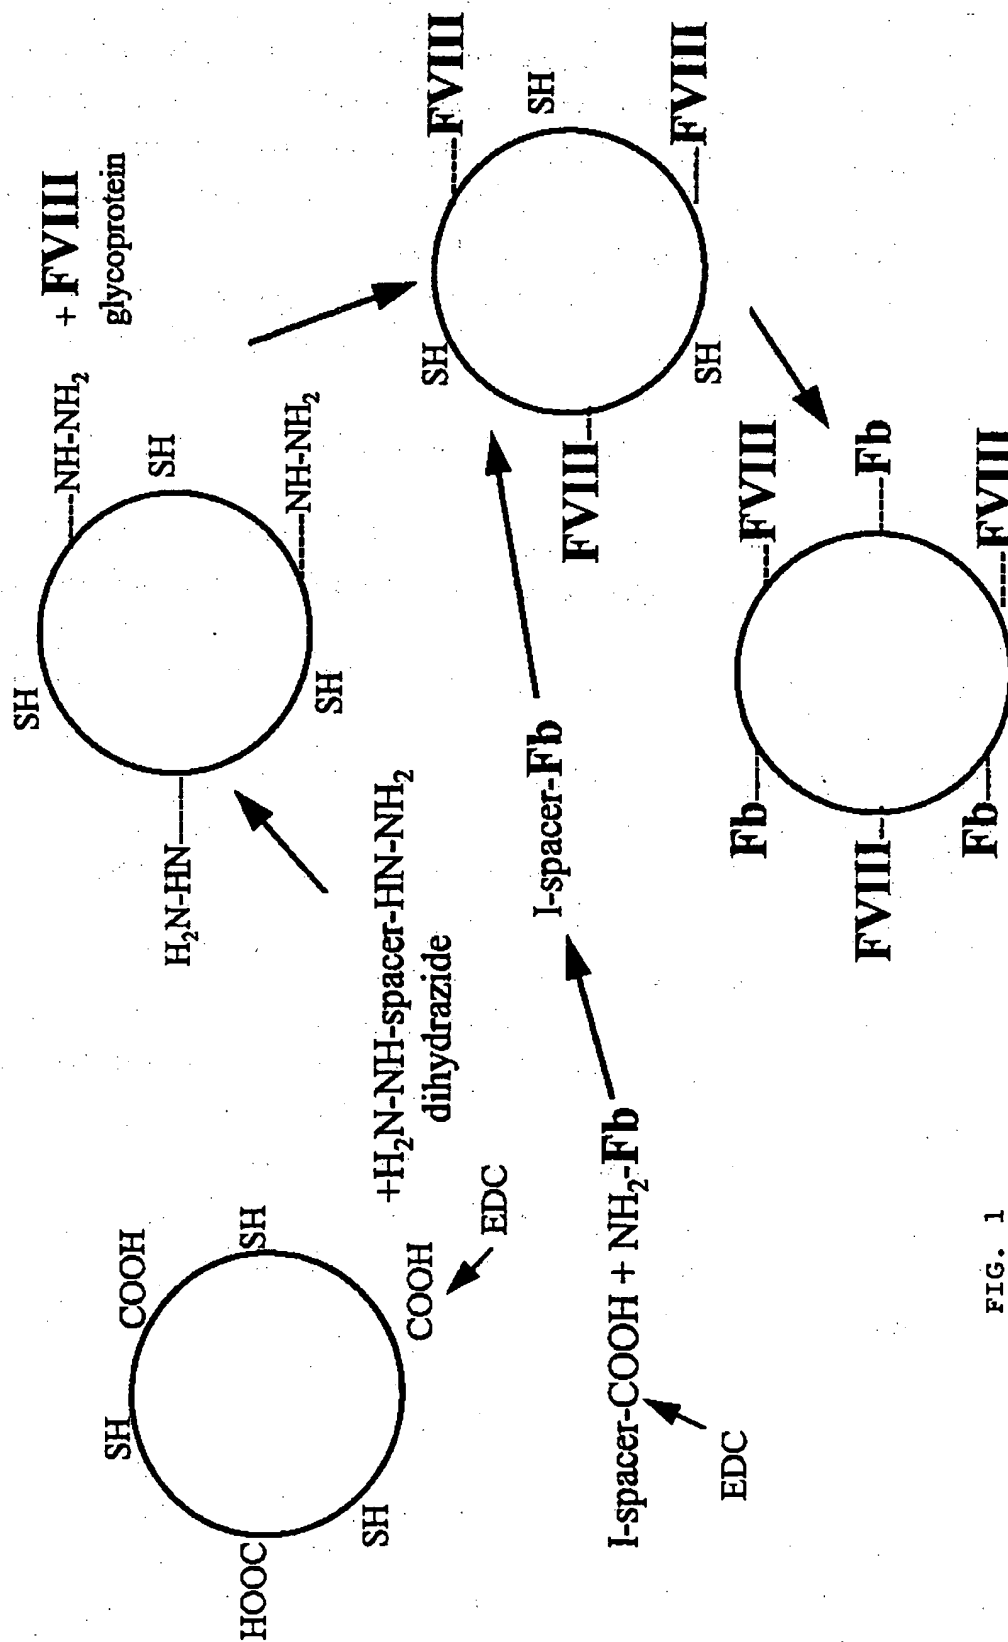 COOH
SH
SH
HOOC
SH
COOH
EDC
+H₂N-NH-spacer-HN-NH₂
dihydrazide
SH
NH-NH₂
SH
H₂N-HN
SH
NH-NH₂
+ FVIII
glycoprotein
FVIII
SH
SH
FVIII
SH
FVIII
I-spacer-COOH + NH₂-Fb
EDC
I-spacer-Fb
Fb
FVIII
Fb
FVIII
Fb
FVIII
FIG. 1